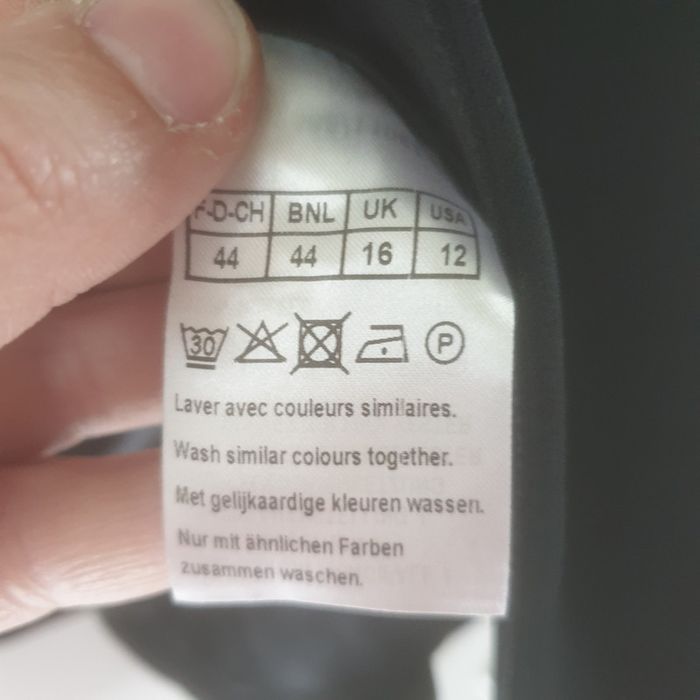 F-D-CH BNL UK USA
44 44 16 12
30 P
Laver avec couleurs similaires.
Wash similar colours together.
Met gelijkaardige kleuren wassen.
Nur mit ähnlichen Farben
zusammen waschen.